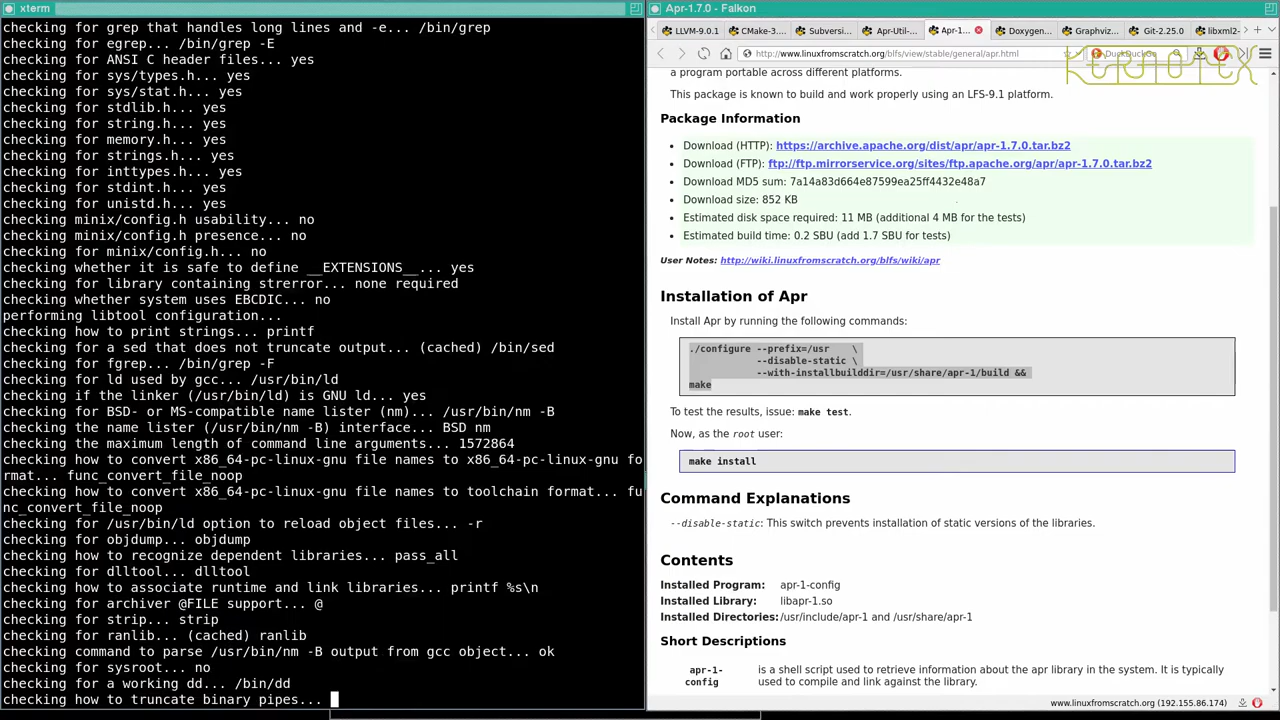 xterm
checking for grep that handles long lines and -e... /bin/grep
checking for egrep... /bin/grep -E
checking for ANSI C header files... yes
checking for sys/types.h... yes
checking for sys/stat.h... yes
checking for stdlib.h... yes
checking for string.h... yes
checking for memory.h... yes
checking for strings.h... yes
checking for inttypes.h... yes
checking for stdint.h... yes
checking for unistd.h... yes
checking minix/config.h usability... no
checking minix/config.h presence... no
checking for minix/config.h... no
checking whether it is safe to define __EXTENSIONS__... yes
checking for library containing strerror... none required
checking whether system uses EBCDIC... no
performing libtool configuration...
checking how to print strings... printf
checking for a sed that does not truncate output... (cached) /bin/sed
checking for fgrep... /bin/grep -F
checking for ld used by gcc... /usr/bin/ld
checking if the linker (/usr/bin/ld) is GNU ld... yes
checking for BSD- or MS-compatible name lister (nm)... /usr/bin/nm -B
checking the name lister (/usr/bin/nm -B) interface... BSD nm
checking the maximum length of command line arguments... 1572864
checking how to convert x86_64-pc-linux-gnu file names to x86_64-pc-linux-gnu fo
rmat... func_convert_file_noop
checking how to convert x86_64-pc-linux-gnu file names to toolchain format... fu
nc_convert_file_noop
checking for /usr/bin/ld option to reload object files... -r
checking for objdump... objdump
checking how to recognize dependent libraries... pass_all
checking for dlltool... dlltool
checking how to associate runtime and link libraries... printf %s\n
checking for archiver @FILE support... @
checking for strip... strip
checking for ranlib... (cached) ranlib
checking command to parse /usr/bin/nm -B output from gcc object... ok
checking for sysroot... no
checking for a working dd... /bin/dd
checking how to truncate binary pipes...
Apr-1.7.0 - Falkon
LLVM-9.0.1 CMake-3.... Subversi... Apr-Util-... Apr-1... Doxygen... Graphviz... Git-2.25.0 libxml2-
http://www.linuxfromscratch.org/blfs/view/stable/general/apr.html DuckDuckGo
KERNOTEX
a program portable across different platforms.
This package is known to build and work properly using an LFS-9.1 platform.
Package Information
• Download (HTTP): https://archive.apache.org/dist/apr/apr-1.7.0.tar.bz2
• Download (FTP): ftp://ftp.mirrorservice.org/sites/ftp.apache.org/apr/apr-1.7.0.tar.bz2
• Download MD5 sum: 7a14a83d664e87599ea25ff4432e48a7
• Download size: 852 KB
• Estimated disk space required: 11 MB (additional 4 MB for the tests)
• Estimated build time: 0.2 SBU (add 1.7 SBU for tests)
User Notes: http://wiki.linuxfromscratch.org/blfs/wiki/apr
Installation of Apr
Install Apr by running the following commands:
./configure --prefix=/usr \
--disable-static \
--with-installbuilddir=/usr/share/apr-1/build &&
make
To test the results, issue: make test.
Now, as the root user:
make install
Command Explanations
--disable-static: This switch prevents installation of static versions of the libraries.
Contents
Installed Program: apr-1-config
Installed Library: libapr-1.so
Installed Directories: /usr/include/apr-1 and /usr/share/apr-1
Short Descriptions
apr-1-config is a shell script used to retrieve information about the apr library in the system. It is typically
used to compile and link against the library.
www.linuxfromscratch.org (192.155.86.174)